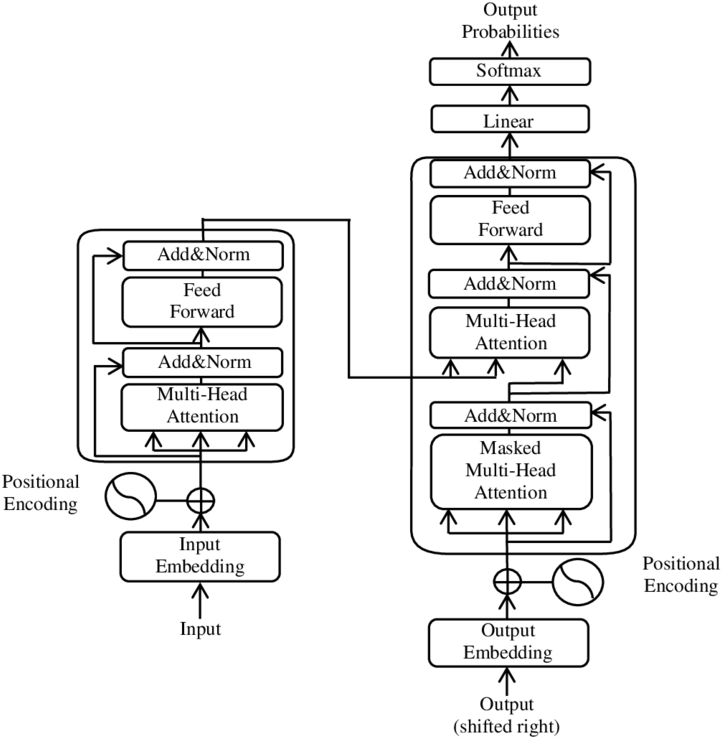 Output
Probabilities
Softmax
Linear
Add&Norm
Feed
Forward
Add&Norm
Multi-Head
Attention
Add&Norm
Masked
Multi-Head
Attention
Positional
Encoding
Output
Embedding
Output
(shifted right)
Add&Norm
Feed
Forward
Add&Norm
Multi-Head
Attention
Positional
Encoding
Input
Embedding
Input